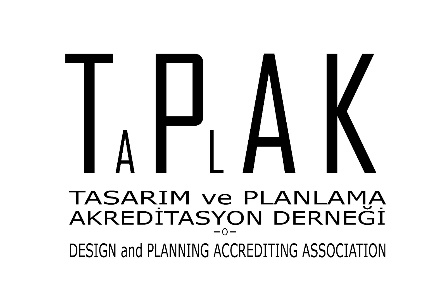 TAPLAK
TASARIM ve PLANLAMA
AKREDİTASYON DERNEĞİ
-o-
DESIGN and PLANNING ACCREDITING ASSOCIATION